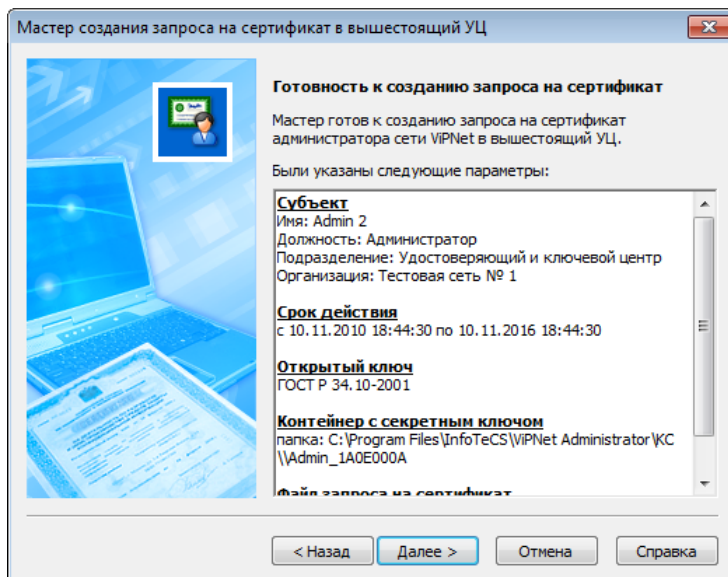 Мастер создания запроса на сертификат в вышестоящий УЦ
Готовность к созданию запроса на сертификат
Мастер готов к созданию запроса на сертификат
администратора сети ViPNet в вышестоящий УЦ.
Были указаны следующие параметры:
Субъект
Имя: Admin 2
Должность: Администратор
Подразделение: Удостоверяющий и ключевой центр
Организация: Тестовая сеть № 1
Срок действия
с 10.11.2010 18:44:30 по 10.11.2016 18:44:30
Открытый ключ
ГОСТ Р 34.10-2001
Контейнер с секретным ключом
папка: C:\Program Files\InfoTeCS\ViPNet Administrator\KC
\\Admin_1A0E000A
Файл запроса на сертификат
< Назад
Далее >
Отмена
Справка